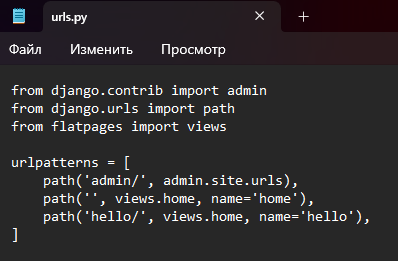 urls.py
Файл Изменить Просмотр
from django.contrib import admin
from django.urls import path
from flatpages import views

urlpatterns = [
    path('admin/', admin.site.urls),
    path('', views.home, name='home'),
    path('hello/', views.home, name='hello'),
]